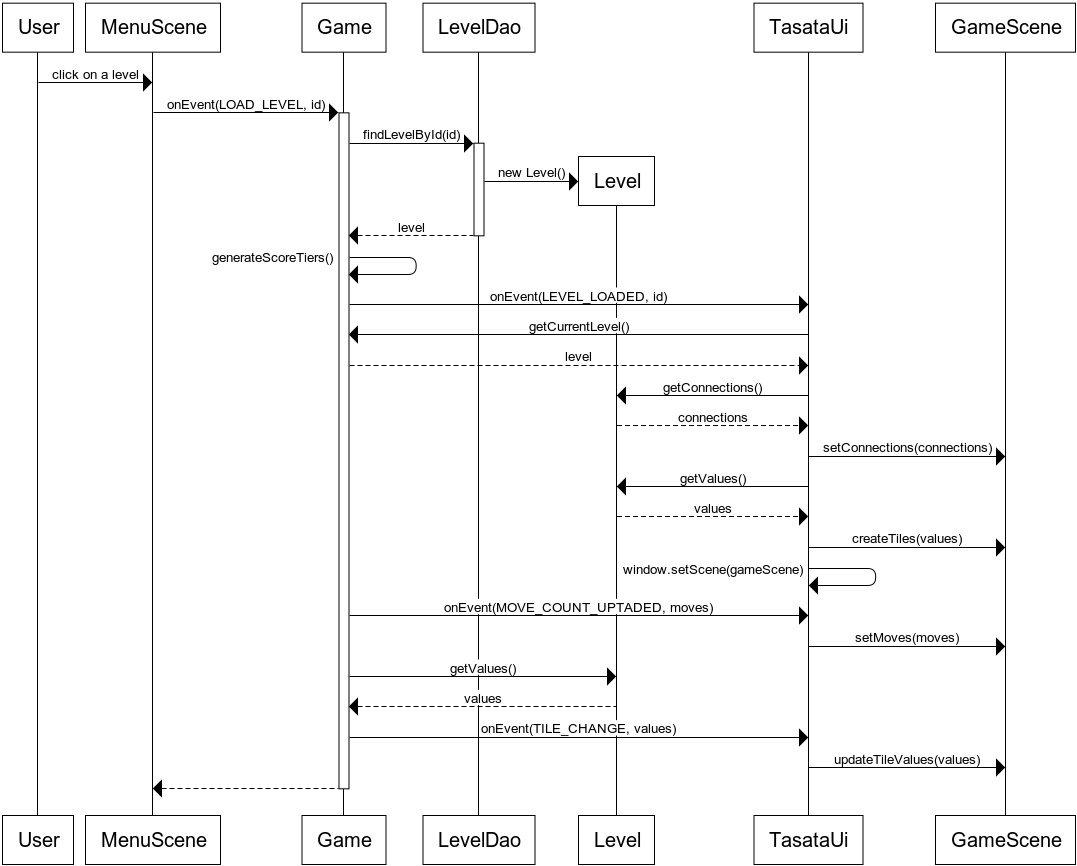 User MenuScene Game LevelDao TasataUi GameScene
click on a level
onEvent(LOAD_LEVEL, id)
findLevelById(id)
new Level()
Level
level
generateScoreTiers()
onEvent(LEVEL_LOADED, id)
getCurrentLevel()
level
getConnections()
connections
setConnections(connections)
getValues()
values
createTiles(values)
window.setScene(gameScene)
onEvent(MOVE_COUNT_UPTADED, moves)
setMoves(moves)
getValues()
values
onEvent(TILE_CHANGE, values)
updateTileValues(values)
User MenuScene Game LevelDao Level TasataUi GameScene